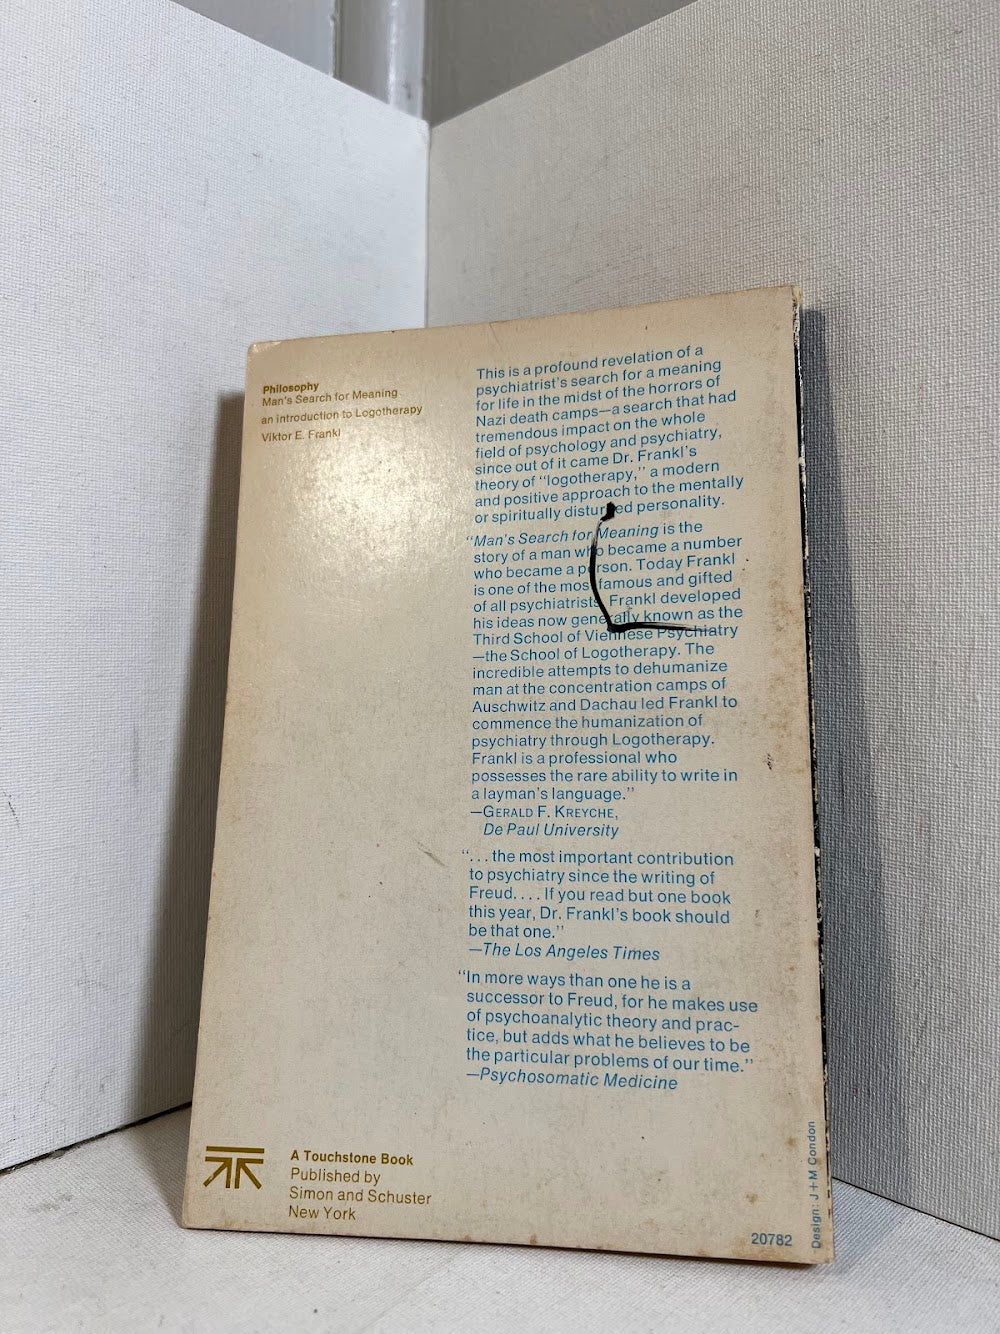 Philosophy
Man's Search for Meaning
an introduction to Logotherapy
Viktor E. Frankl
This is a profound revelation of a
psychiatrist's search for a meaning
for life in the midst of the horrors of
Nazi death camps—a search that had
tremendous impact on the whole
field of psychology and psychiatry,
since out of it came Dr. Frankl's
theory of "logotherapy," a modern
and positive approach to the mentally
or spiritually disturbed personality.
"Man's Search for Meaning is the
story of a man who became a number
who became a person. Today Frankl
is one of the most famous and gifted
of all psychiatrists. Frankl developed
his ideas now generally known as the
Third School of Viennese Psychiatry
—the School of Logotherapy. The
incredible attempts to dehumanize
man at the concentration camps of
Auschwitz and Dachau led Frankl to
commence the humanization of
psychiatry through Logotherapy.
Frankl is a professional who
possesses the rare ability to write in
a layman's language."
—GERALD F. KREYCHE,
De Paul University
". . . the most important contribution
to psychiatry since the writing of
Freud. . . . If you read but one book
this year, Dr. Frankl's book should
be that one."
—The Los Angeles Times
"In more ways than one he is a
successor to Freud, for he makes use
of psychoanalytic theory and prac-
tice, but adds what he believes to be
the particular problems of our time."
—Psychosomatic Medicine
A Touchstone Book
Published by
Simon and Schuster
New York
20782
Design: J+M Condon